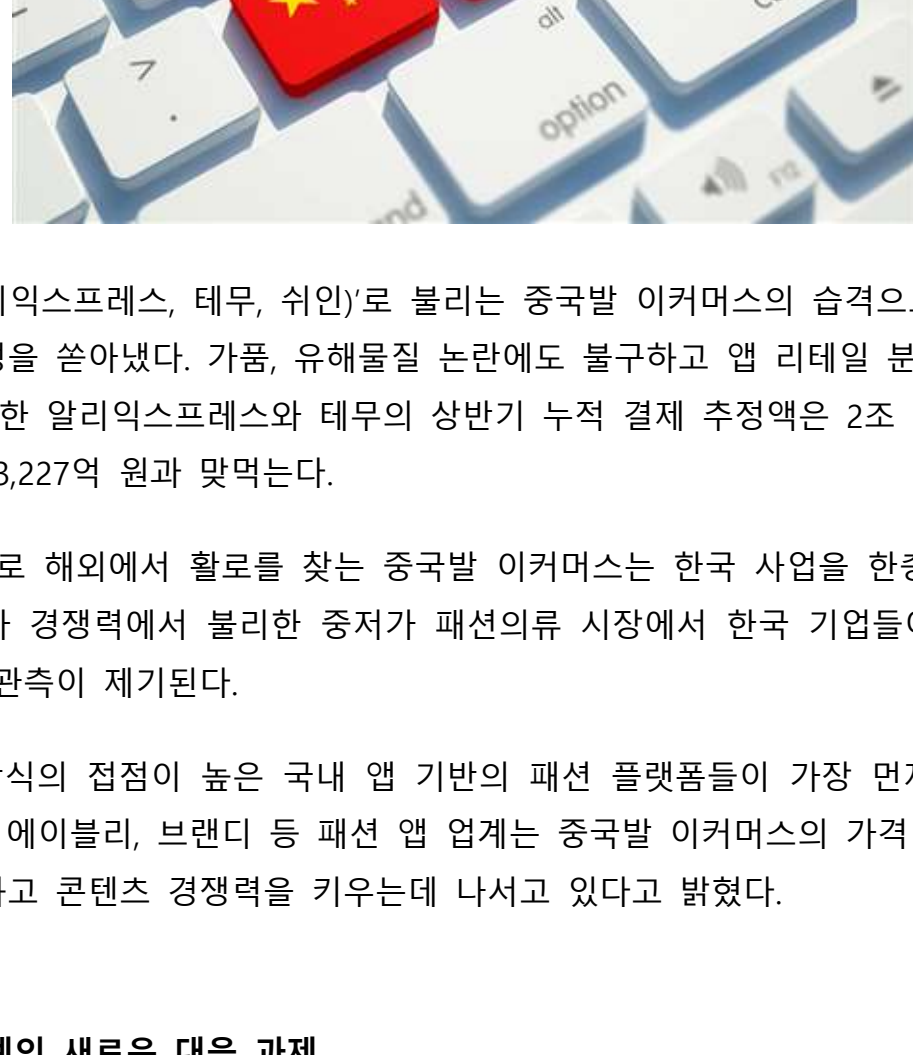 alt
option
F12
리익스프레스, 테무, 쉬인)’로 불리는 중국발 이커머스의 습격으로
을 쏟아냈다. 가품, 유해물질 논란에도 불구하고 앱 리테일 분
한 알리익스프레스와 테무의 상반기 누적 결제 추정액은 2조
3,227억 원과 맞먹는다.
로 해외에서 활로를 찾는 중국발 이커머스는 한국 사업을 한층
가 경쟁력에서 불리한 중저가 패션의류 시장에서 한국 기업들이
관측이 제기된다.
식의 접점이 높은 국내 앱 기반의 패션 플랫폼들이 가장 먼저
에이블리, 브랜디 등 패션 앱 업계는 중국발 이커머스의 가격
하고 콘텐츠 경쟁력을 키우는데 나서고 있다고 밝혔다.
새로운 대응 과제